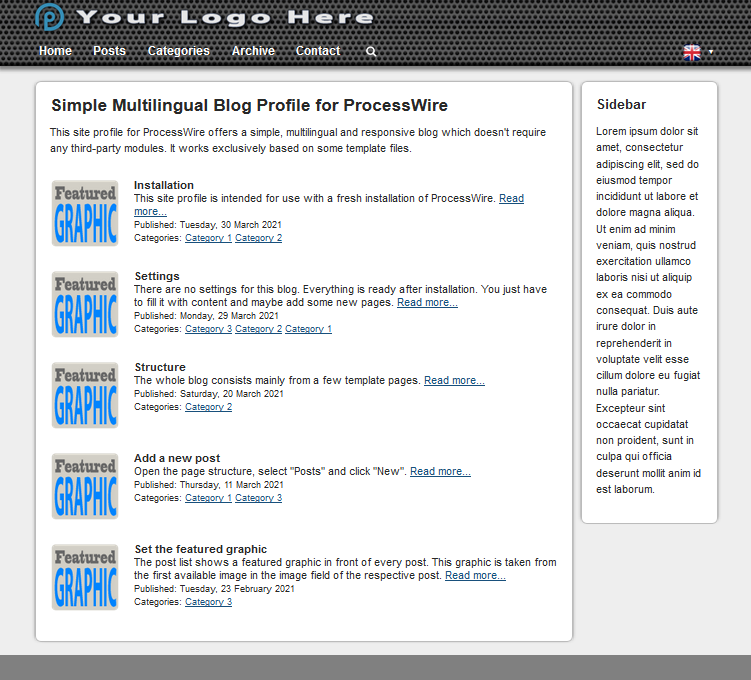 Your Logo Here
Home Posts Categories Archive Contact
Simple Multilingual Blog Profile for ProcessWire
This site profile for ProcessWire offers a simple, multilingual and responsive blog which doesn't require
any third-party modules. It works exclusively based on some template files.
Featured
GRAPHIC
Installation
This site profile is intended for use with a fresh installation of ProcessWire. Read
more...
Published: Tuesday, 30 March 2021
Categories: Category 1 Category 2
Featured
GRAPHIC
Settings
There are no settings for this blog. Everything is ready after installation. You just have
to fill it with content and maybe add some new pages. Read more...
Published: Monday, 29 March 2021
Categories: Category 3 Category 2 Category 1
Featured
GRAPHIC
Structure
The whole blog consists mainly from a few template pages. Read more...
Published: Saturday, 20 March 2021
Categories: Category 2
Featured
GRAPHIC
Add a new post
Open the page structure, select "Posts" and click "New". Read more...
Published: Thursday, 11 March 2021
Categories: Category 1 Category 3
Featured
GRAPHIC
Set the featured graphic
The post list shows a featured graphic in front of every post. This graphic is taken from
the first available image in the image field of the respective post. Read more...
Published: Tuesday, 23 February 2021
Categories: Category 3
Sidebar
Lorem ipsum dolor sit
amet, consectetur
adipiscing elit, sed do
eiusmod tempor
incididunt ut labore et
dolore magna aliqua.
Ut enim ad minim
veniam, quis nostrud
exercitation ullamco
laboris nisi ut aliquip
ex ea commodo
consequat. Duis aute
irure dolor in
reprehenderit in
voluptate velit esse
cillum dolore eu fugiat
nulla pariatur.
Excepteur sint
occaecat cupidatat
non proident, sunt in
culpa qui officia
deserunt mollit anim id
est laborum.